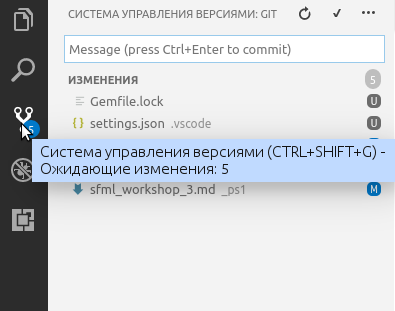 СИСТЕМА УПРАВЛЕНИЯ ВЕРСИЯМИ: GIT
Message (press Ctrl+Enter to commit)
ИЗМЕНЕНИЯ 5
Gemfile.lock U
settings.json .vscode U
5
Система управления версиями (CTRL+SHIFT+G) -
Ожидающие изменения: 5
sfml_workshop_3.md _ps1 M